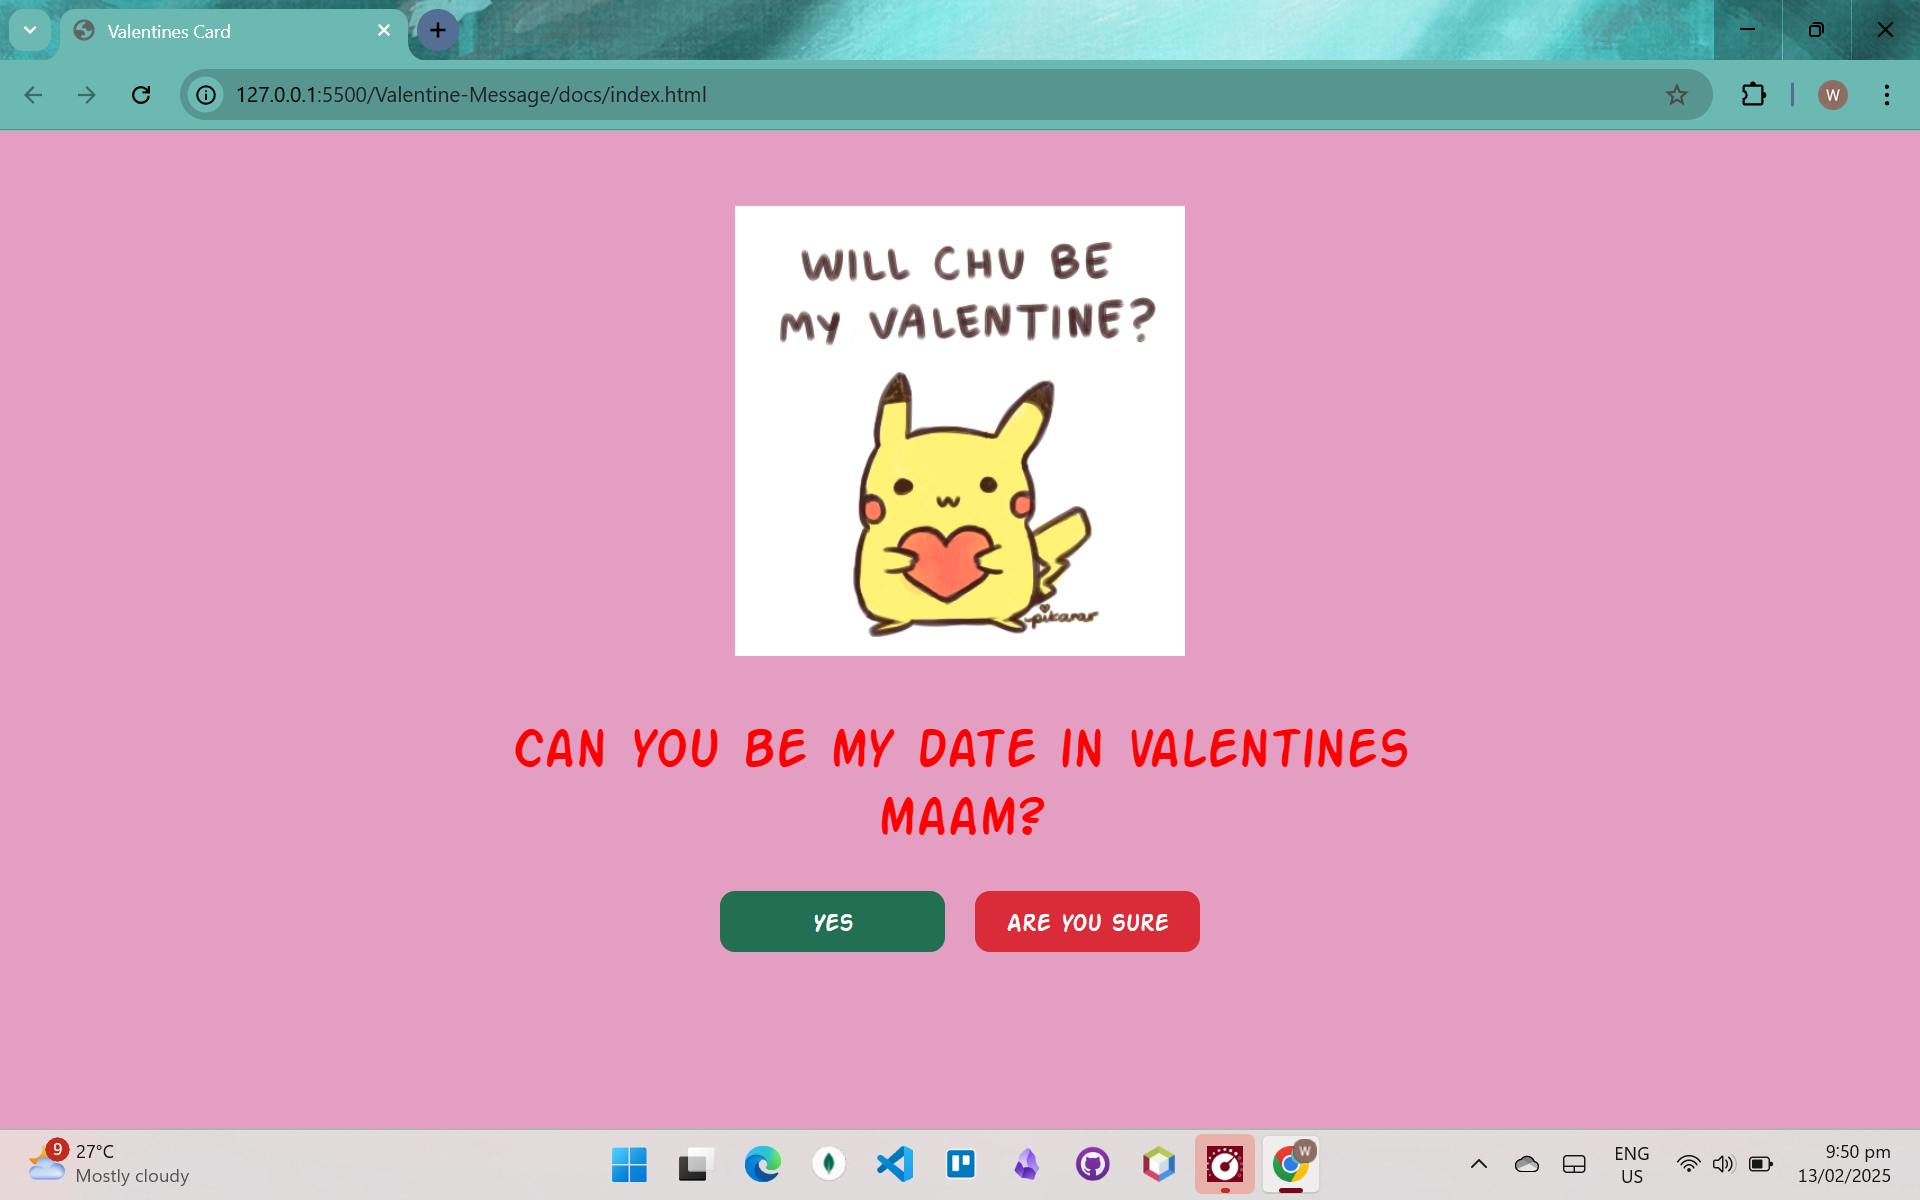 Valentines Card
127.0.0.1:5500/Valentine-Message/docs/index.html
W
WILL CHU BE
MY VALENTINE?
pikarar
CAN YOU BE MY DATE IN VALENTINES
MAAM?
YES
ARE YOU SURE
9
27°C
Mostly cloudy
W
ENG
US
9:50 pm
13/02/2025